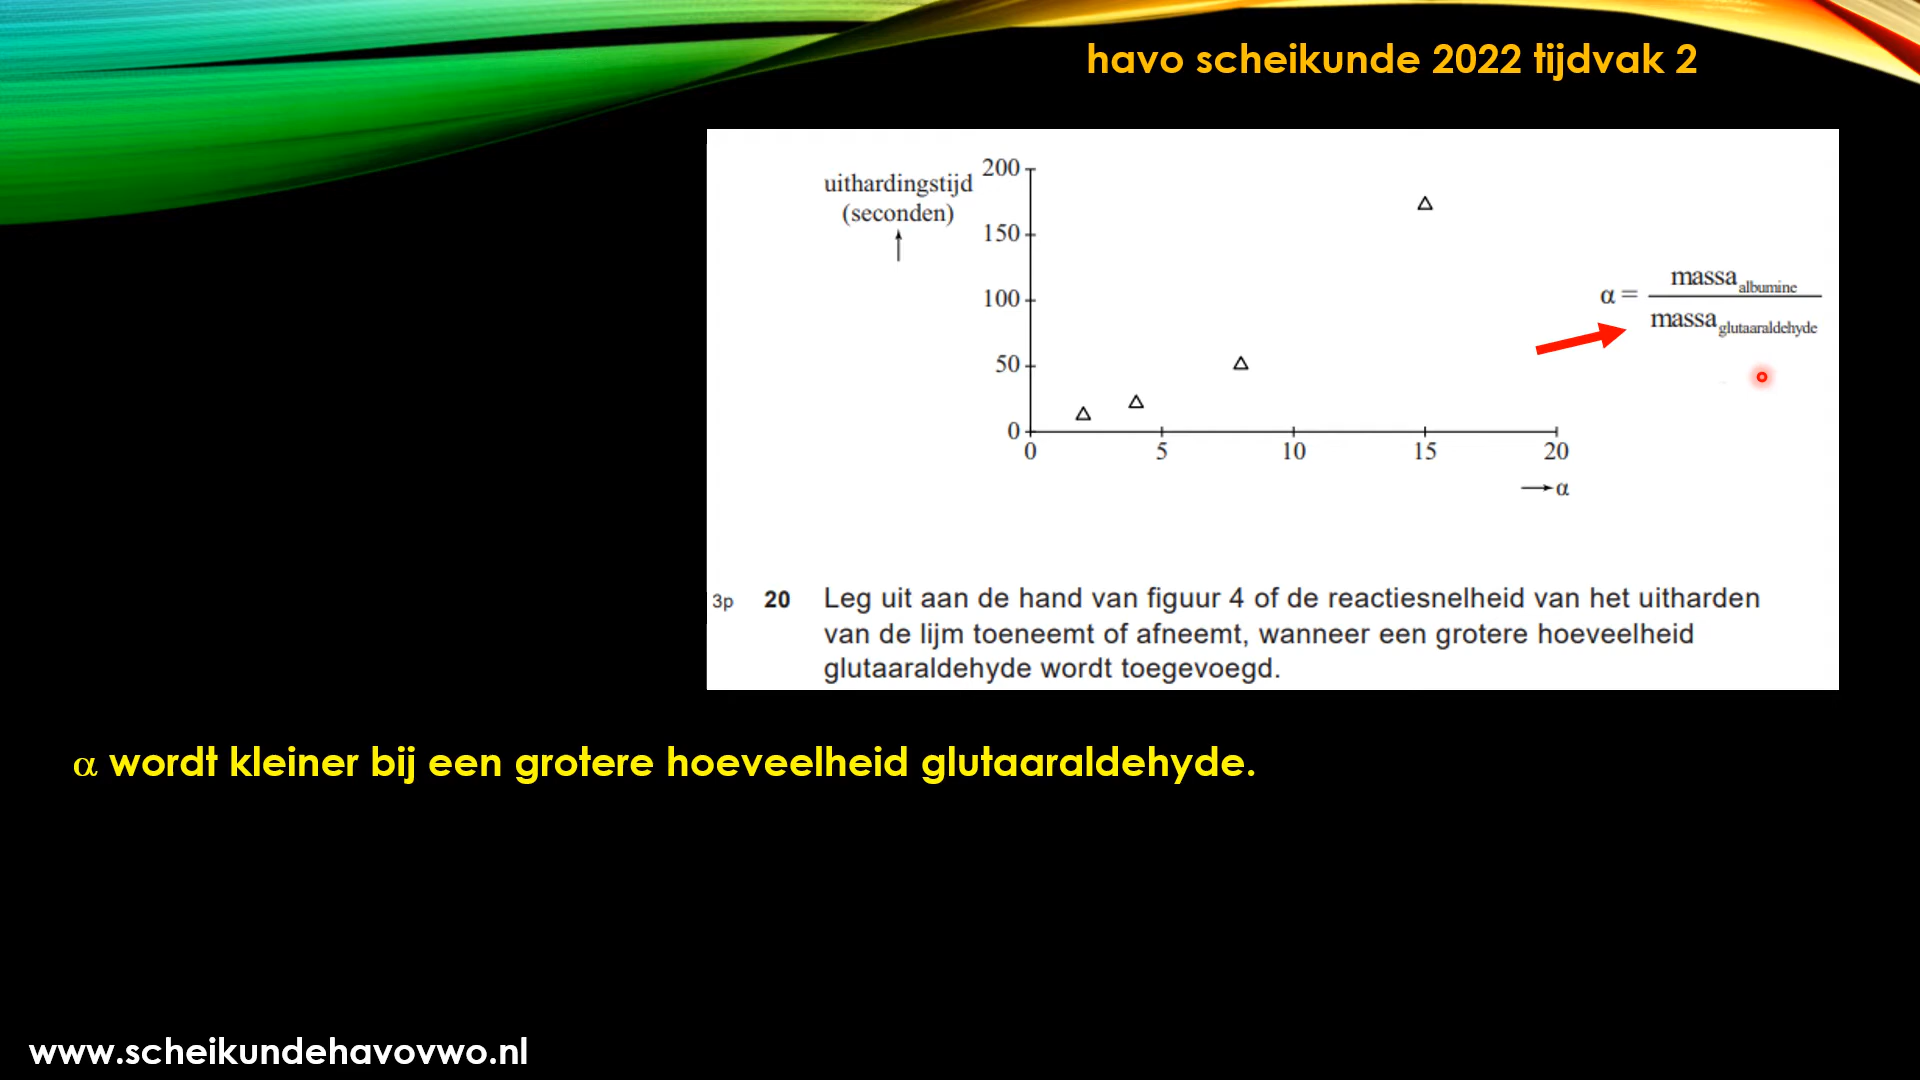 havo scheikunde 2022 tijdvak 2
uithardingstijd
(seconden)
↑
200
150
100
50
0
0 5 10 15 20
→ α
α = massa albumine
massa glutaaraldehyde
3p 20 Leg uit aan de hand van figuur 4 of de reactiesnelheid van het uitharden
van de lijm toeneemt of afneemt, wanneer een grotere hoeveelheid
glutaaraldehyde wordt toegevoegd.
α wordt kleiner bij een grotere hoeveelheid glutaaraldehyde.
www.scheikundehavovwo.nl